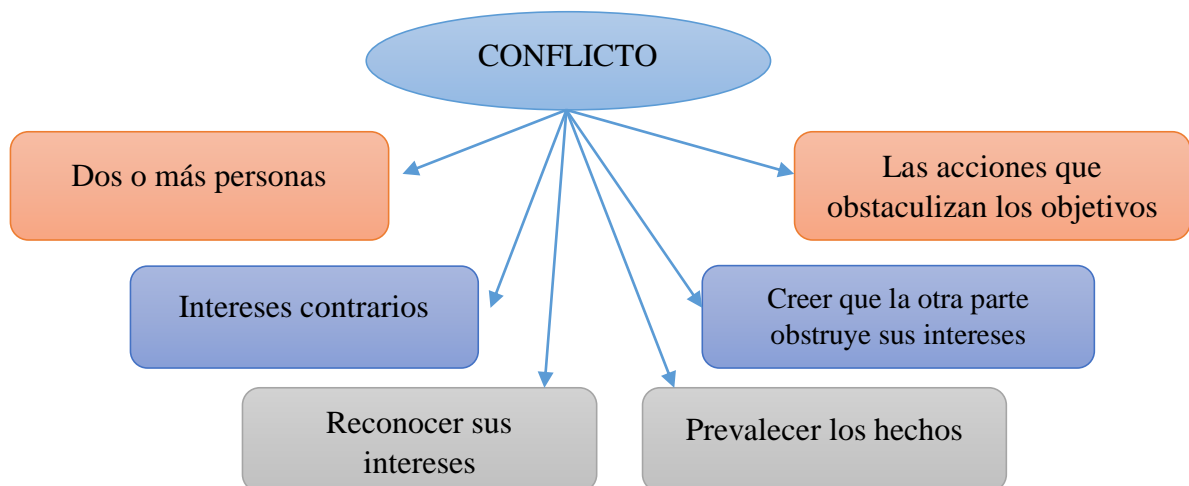 CONFLICTO
Dos o más personas
Las acciones que
obstaculizan los objetivos
Intereses contrarios
Creer que la otra parte
obstruye sus intereses
Reconocer sus
intereses
Prevalecer los hechos